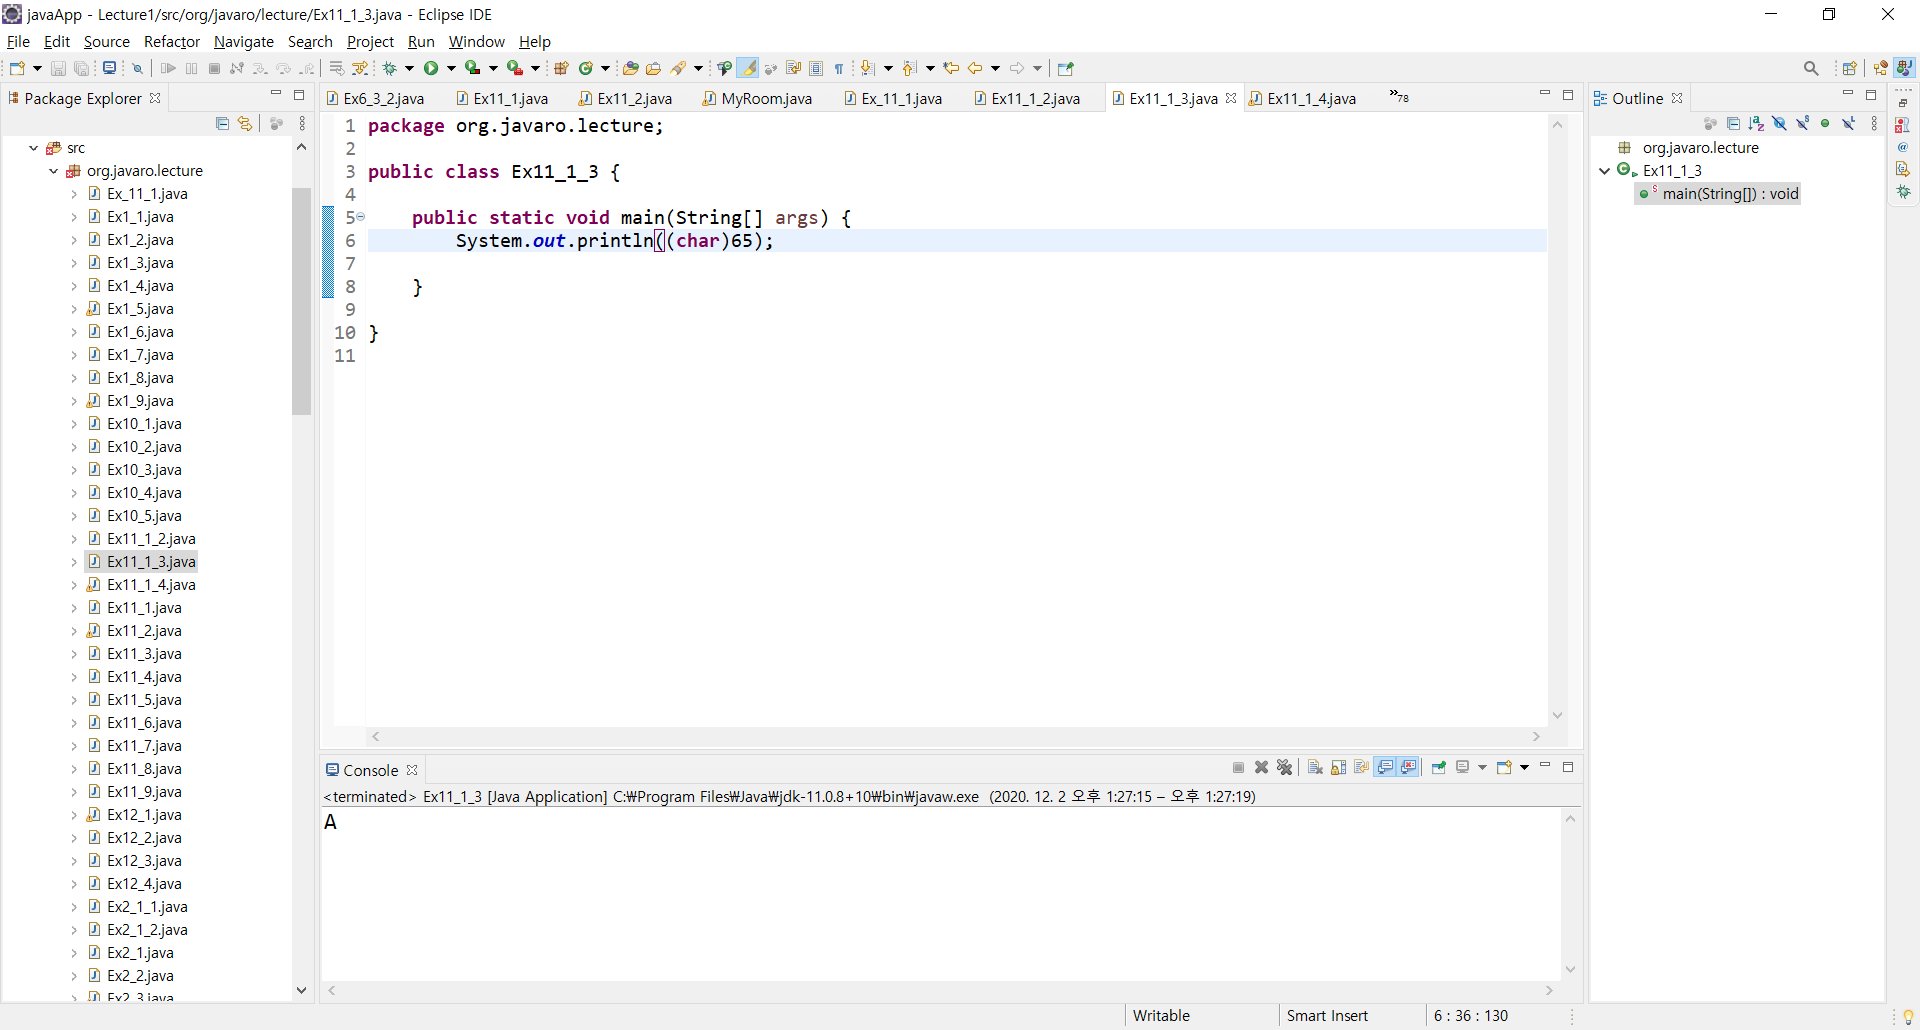 javaApp - Lecture1/src/org/javaro/lecture/Ex11_1_3.java - Eclipse IDE
File Edit Source Refactor Navigate Search Project Run Window Help
Package Explorer
src
org.javaro.lecture
Ex_11_1.java
Ex1_1.java
Ex1_2.java
Ex1_3.java
Ex1_4.java
Ex1_5.java
Ex1_6.java
Ex1_7.java
Ex1_8.java
Ex1_9.java
Ex10_1.java
Ex10_2.java
Ex10_3.java
Ex10_4.java
Ex10_5.java
Ex11_1_2.java
Ex11_1_3.java
Ex11_1_4.java
Ex11_1.java
Ex11_2.java
Ex11_3.java
Ex11_4.java
Ex11_5.java
Ex11_6.java
Ex11_7.java
Ex11_8.java
Ex11_9.java
Ex12_1.java
Ex12_2.java
Ex12_3.java
Ex12_4.java
Ex2_1_1.java
Ex2_1_2.java
Ex2_1.java
Ex2_2.java
Ex2_3.java
Ex6_3_2.java Ex11_1.java Ex11_2.java MyRoom.java Ex_11_1.java Ex11_1_2.java Ex11_1_3.java Ex11_1_4.java »78
1 package org.javaro.lecture;
2
3 public class Ex11_1_3 {
4
5 public static void main(String[] args) {
6 System.out.println((char)65);
7
8 }
9
10 }
11
Console
<terminated> Ex11_1_3 [Java Application] C:₩Program Files₩Java₩jdk-11.0.8+10₩bin₩javaw.exe (2020. 12. 2 오후 1:27:15 – 오후 1:27:19)
A
Outline
org.javaro.lecture
Ex11_1_3
main(String[]) : void
Writable Smart Insert 6 : 36 : 130